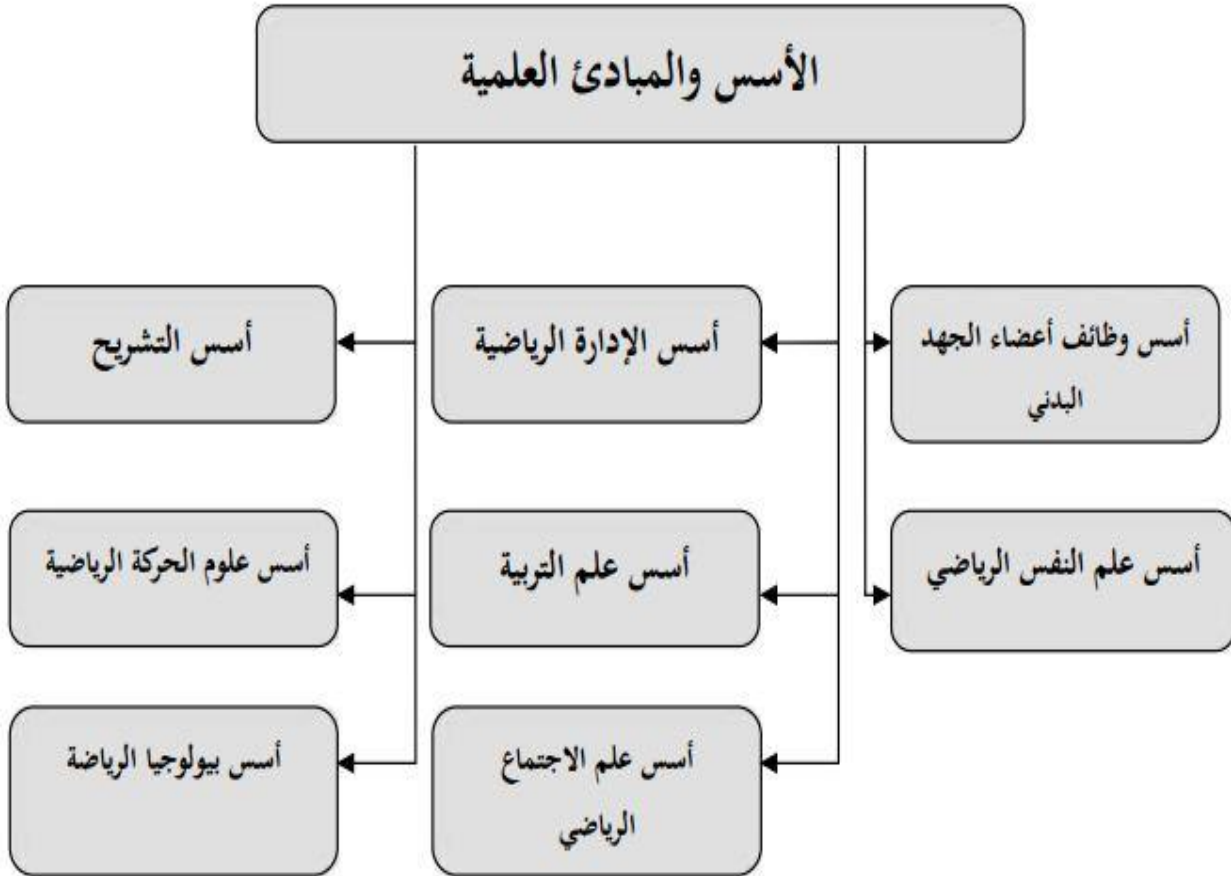 الأسس والمبادئ العلمية
أسس وظائف أعضاء الجهد
البدني
أسس الإدارة الرياضية
أسس التشريح
أسس علم النفس الرياضي
أسس علم التربية
أسس علوم الحركة الرياضية
أسس علم الاجتماع
الرياضي
أسس بيولوجيا الرياضة